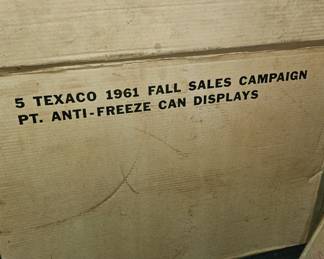 5 TEXACO 1961 FALL SALES CAMPAIGN
PT. ANTI-FREEZE CAN DISPLAYS